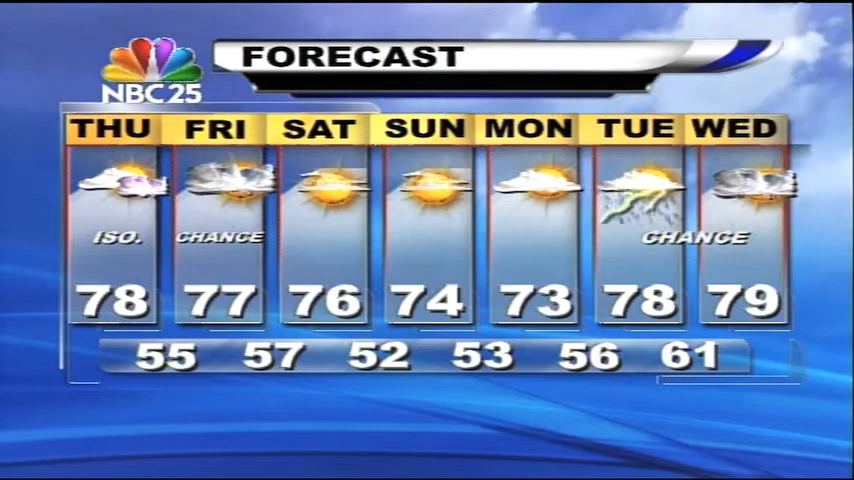 FORECAST
NBC 25
THU FRI SAT SUN MON TUE WED
ISO. CHANCE CHANCE
78 77 76 74 73 78 79
55 57 52 53 56 61